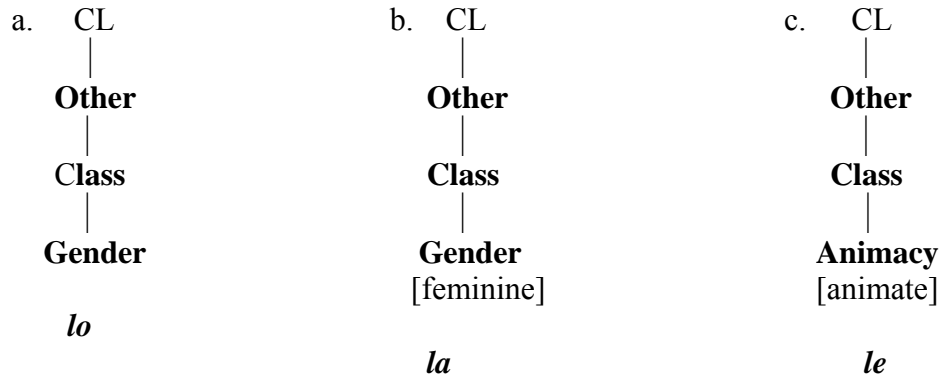 a. CL b. CL c. CL
Other Other Other
Class Class Class
Gender Gender Animacy
[feminine] [animate]
lo
la le